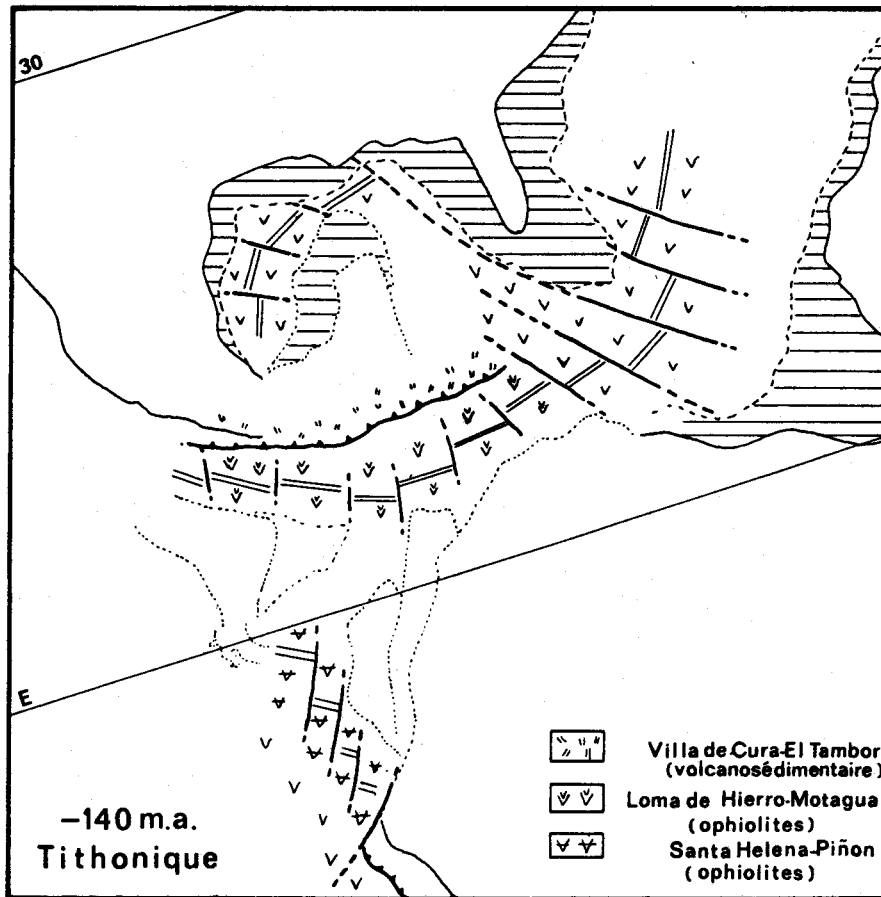 30
E
Villa de Cura-El Tambor
(volcanosédimentaire)
Loma de Hierro-Motagua
(ophiolites)
Santa Helena-Piñon
(ophiolites)
−140 m.a.
Tithonique